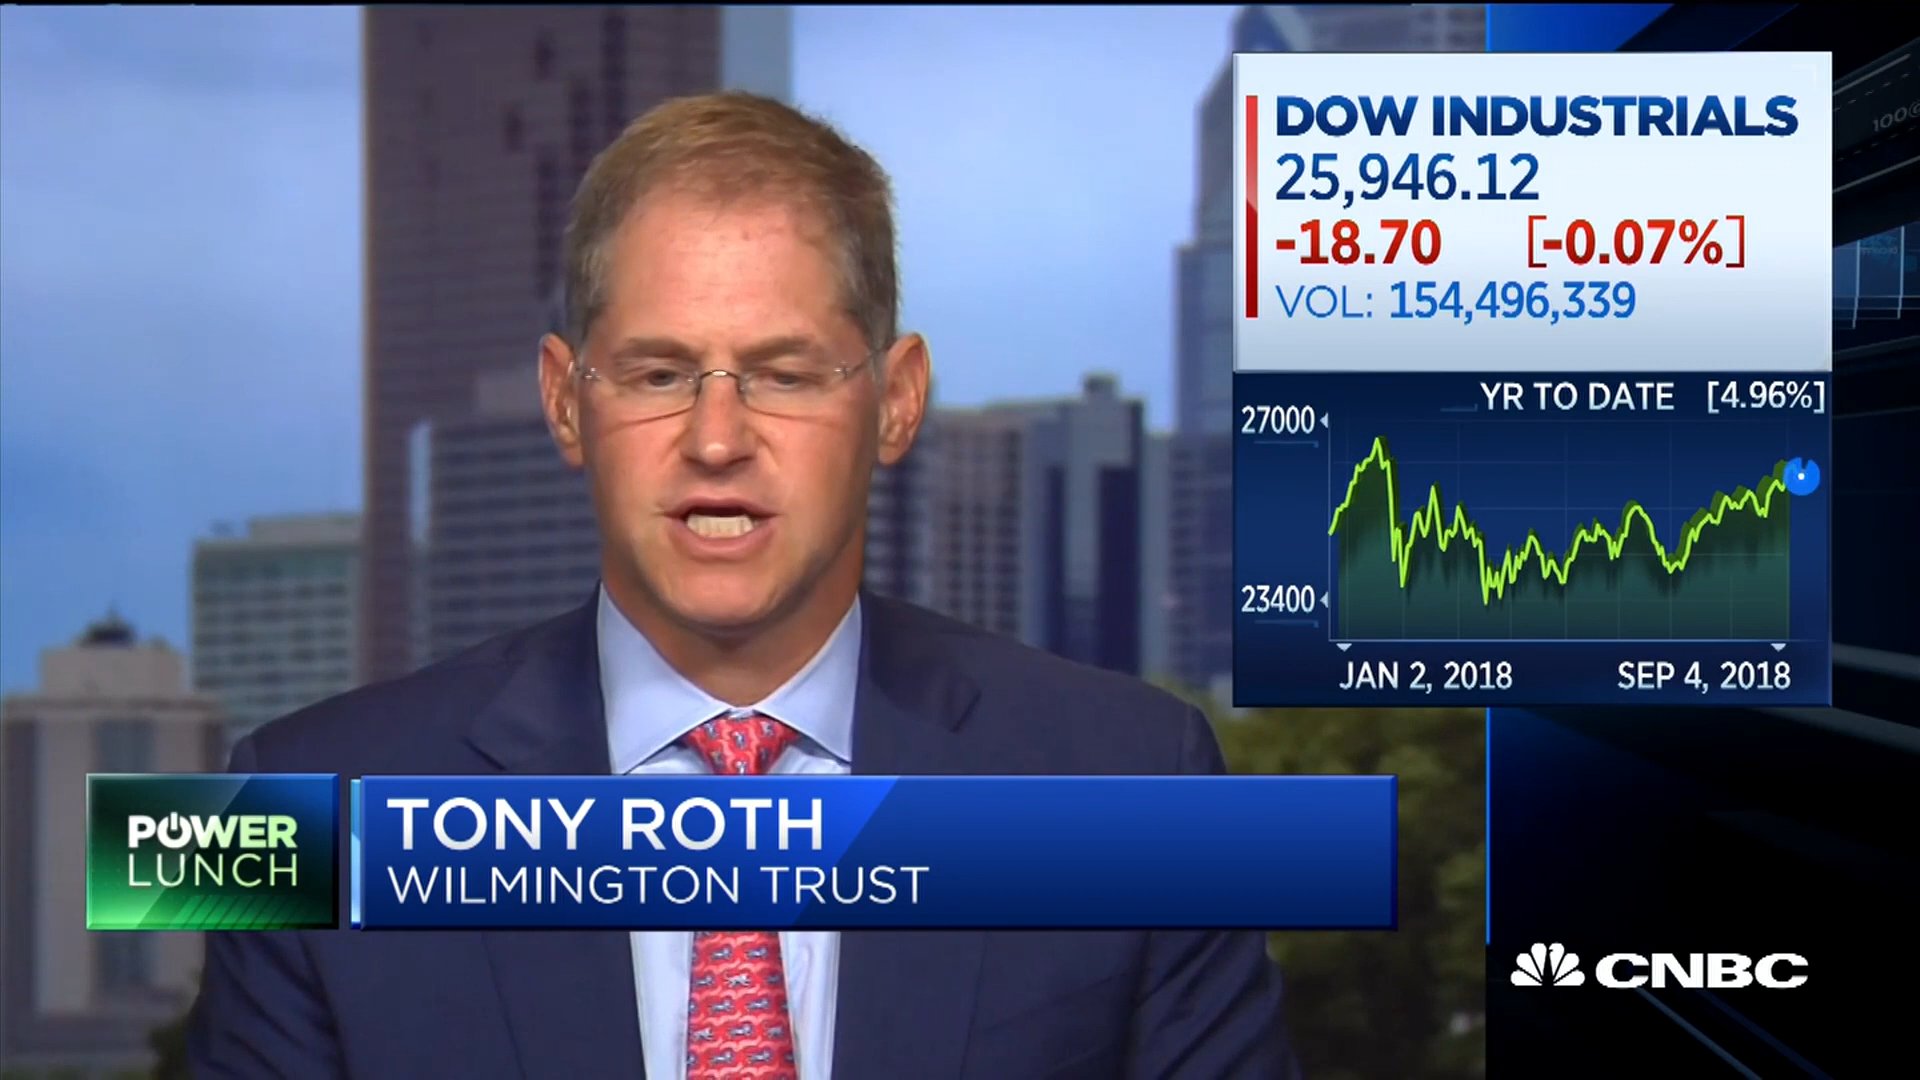 DOW INDUSTRIALS
25,946.12
-18.70 [-0.07%]
VOL: 154,496,339
YR TO DATE [4.96%]
27000
23400
JAN 2, 2018 SEP 4, 2018
POWER
LUNCH
TONY ROTH
WILMINGTON TRUST
CNBC